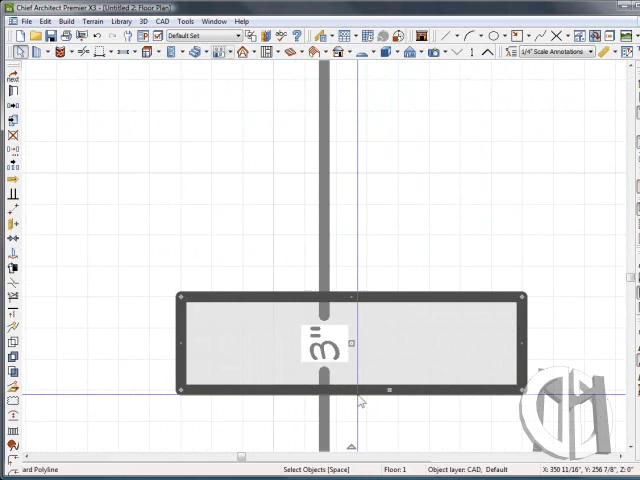 Chief Architect Premier X3 - [Untitled 2: Floor Plan]
File Edit Build Terrain Library 3D CAD Tools Window Help
Default Set
1/4" Scale Annotations
next
3"
ard Polyline
Select Objects [Space]
Floor: 1
Object layer: CAD, Default
X: 350 11/16", Y: 256 7/8", Z: 0"